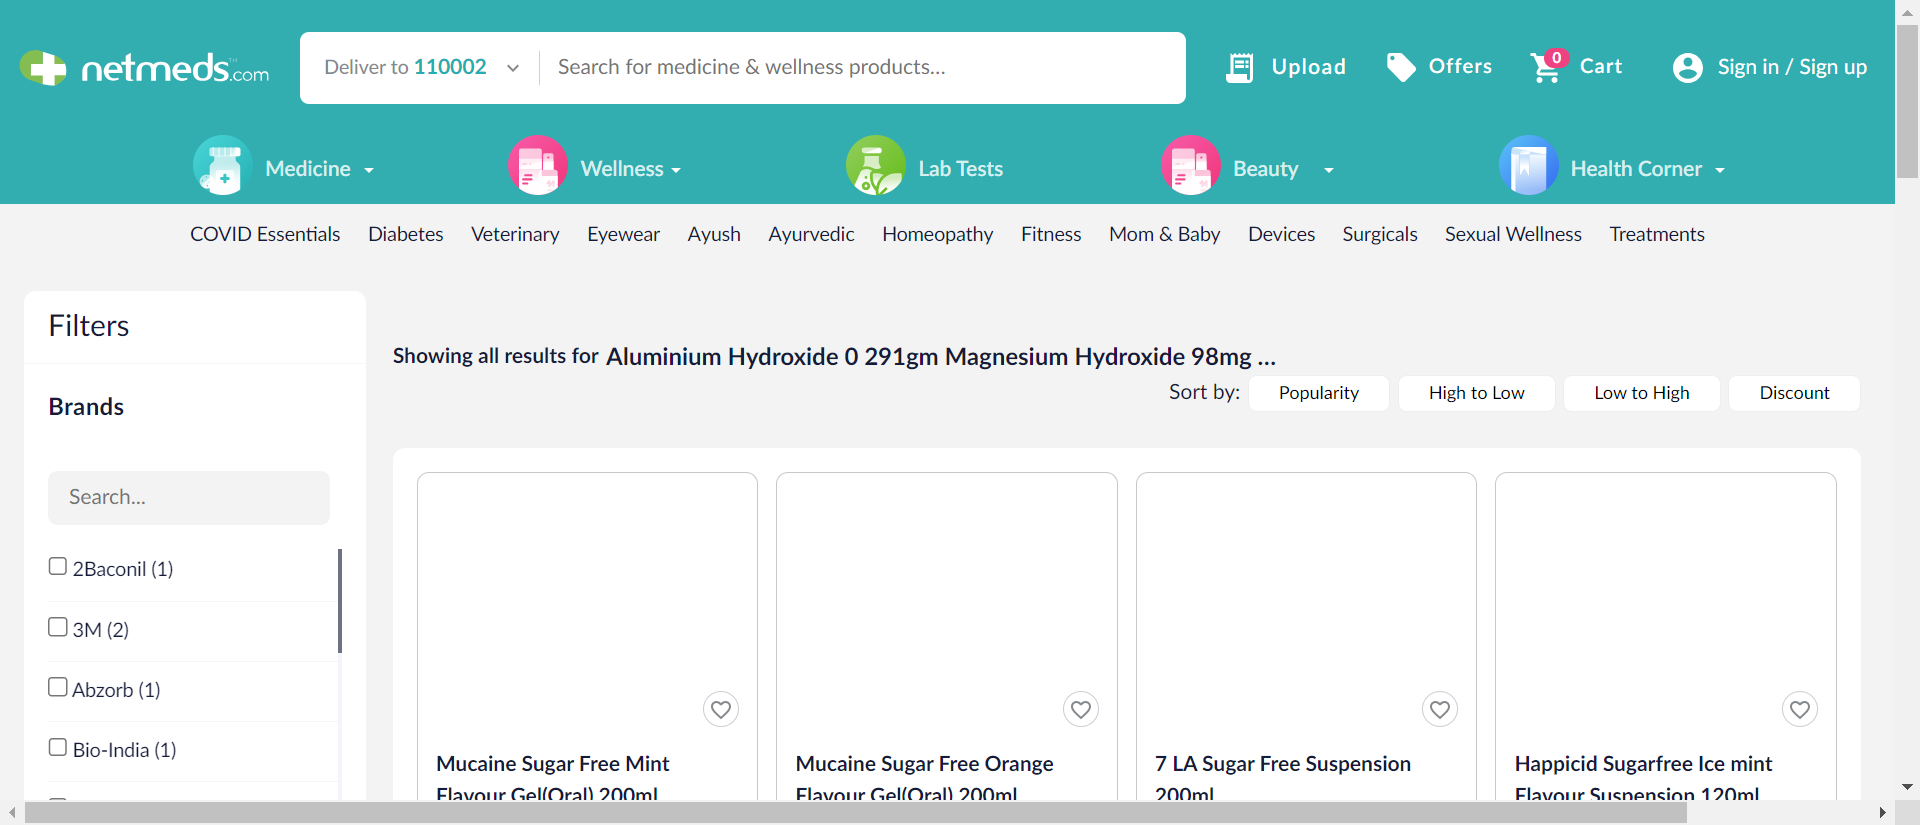 netmeds.com
Deliver to 110002
Search for medicine & wellness products...
Upload
Offers
0
Cart
Sign in / Sign up
Medicine
Wellness
Lab Tests
Beauty
Health Corner
COVID Essentials Diabetes Veterinary Eyewear Ayush Ayurvedic Homeopathy Fitness Mom & Baby Devices Surgicals Sexual Wellness Treatments
Filters
Brands
Search...
2Baconil (1)
3M (2)
Abzorb (1)
Bio-India (1)
Showing all results for Aluminium Hydroxide 0 291gm Magnesium Hydroxide 98mg ...
Sort by: Popularity High to Low Low to High Discount
Mucaine Sugar Free Mint
Flavour Gel(Oral) 200ml
Mucaine Sugar Free Orange
Flavour Gel(Oral) 200ml
7 LA Sugar Free Suspension
200ml
Happicid Sugarfree Ice mint
Flavour Suspension 120ml